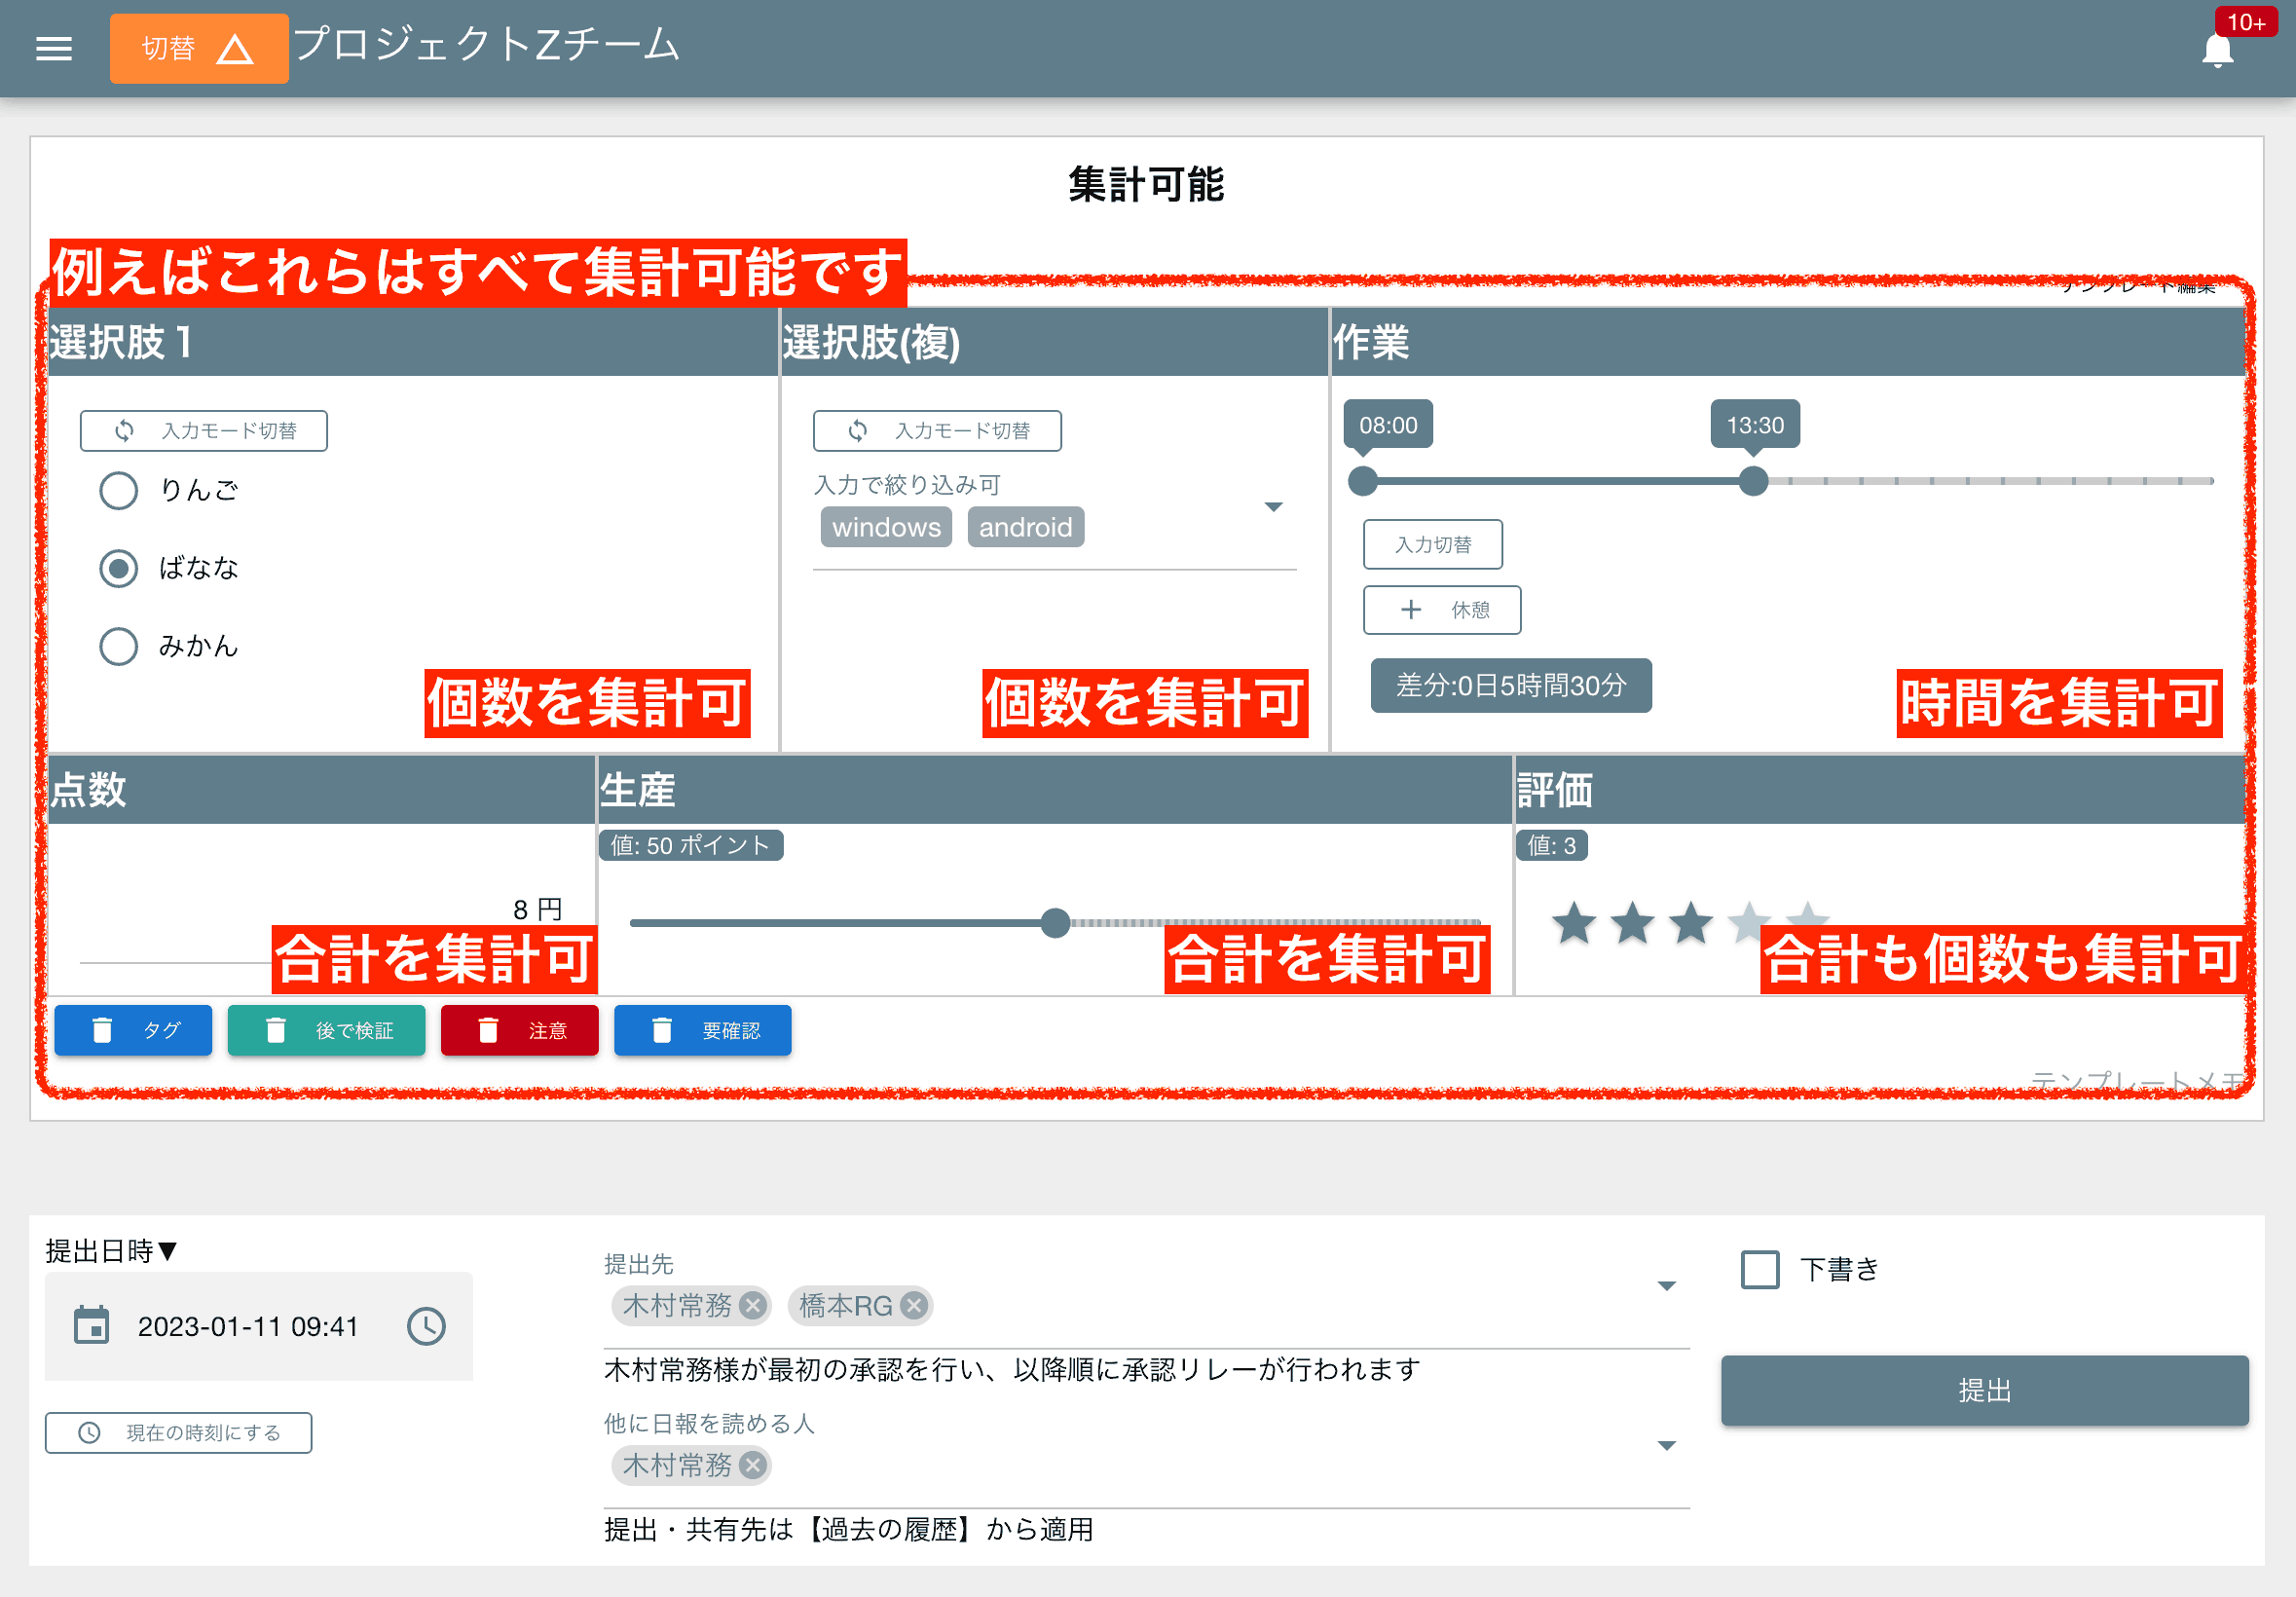 切替 プロジェクトZチーム 10+
集計可能
例えばこれらはすべて集計可能です
テンプレート編集
選択肢1 選択肢(複) 作業
入力モード切替
りんご
ばなな
みかん
個数を集計可
入力モード切替
入力で絞り込み可
windows android
個数を集計可
08:00 13:30
入力切替
休憩
差分:0日5時間30分
時間を集計可
点数 生産 評価
8 円
合計を集計可
値: 50 ポイント
合計を集計可
値: 3
合計も個数も集計可
タグ 後で検証 注意 要確認
テンプレートメモ
提出日時▼
2023-01-11 09:41
現在の時刻にする
提出先
木村常務 橋本RG
木村常務様が最初の承認を行い、以降順に承認リレーが行われます
他に日報を読める人
木村常務
提出・共有先は【過去の履歴】から適用
下書き
提出